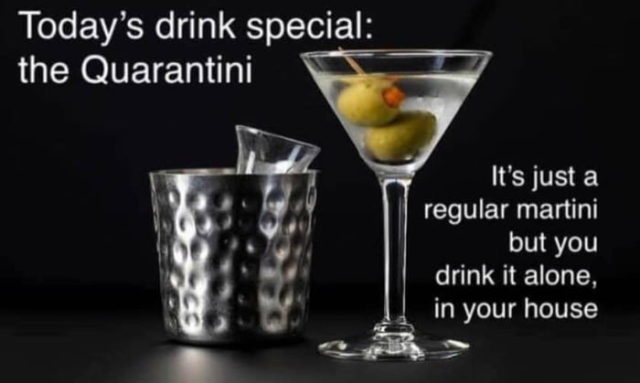 Today's drink special:
the Quarantini
It's just a
regular martini
but you
drink it alone,
in your house